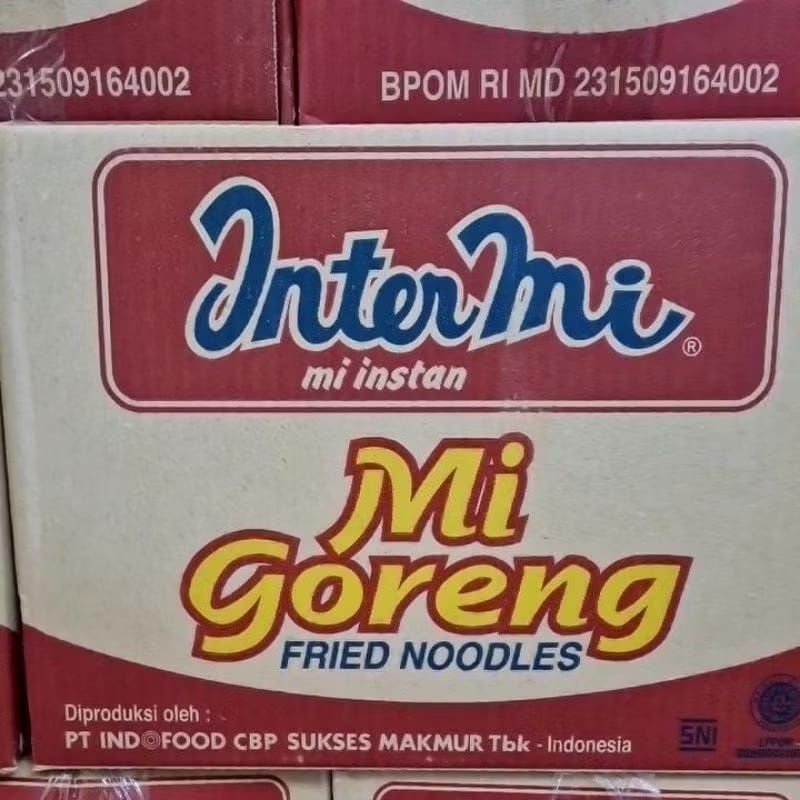 231509164002
BPOM RI MD 231509164002
InterMi®
mi instan
Mi
Goreng
FRIED NOODLES
Diproduksi oleh :
PT INDOFOOD CBP SUKSES MAKMUR Tbk - Indonesia
SNI